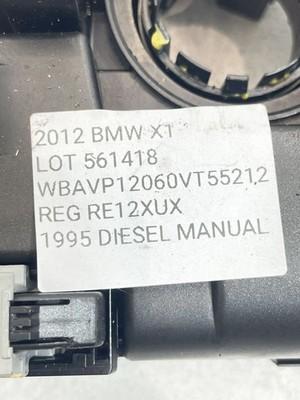 2012 BMW X1
LOT 561418
WBAVP12060VT55212
REG RE12XUX
1995 DIESEL MANUAL